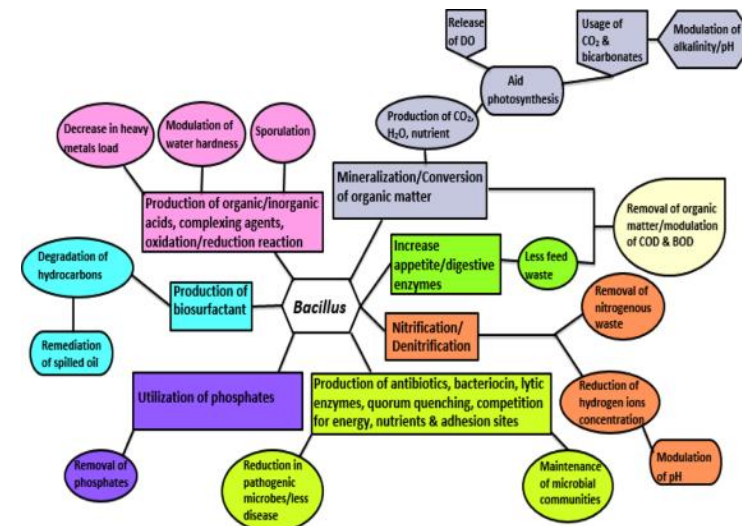 Release
of DO
Usage of
CO₂ &
bicarbonates
Modulation of
alkalinity/pH
Aid
photosynthesis
Production of CO₂,
H₂O, nutrient
Decrease in heavy
metals load
Modulation of
water hardness
Sporulation
Mineralization/Conversion
of organic matter
Production of organic/inorganic
acids, complexing agents,
oxidation/reduction reaction
Removal of organic
matter/modulation
of COD & BOD
Increase
appetite/digestive
enzymes
Less feed
waste
Degradation of
hydrocarbons
Production of
biosurfactant
Bacillus
Removal of
nitrogenous
waste
Nitrification/
Denitrification
Remediation
of spilled oil
Utilization of phosphates
Production of antibiotics, bacteriocin, lytic
enzymes, quorum quenching, competition
for energy, nutrients & adhesion sites
Reduction of
hydrogen ions
concentration
Removal of
phosphates
Reduction in
pathogenic
microbes/less
disease
Maintenance
of microbial
communities
Modulation
of pH